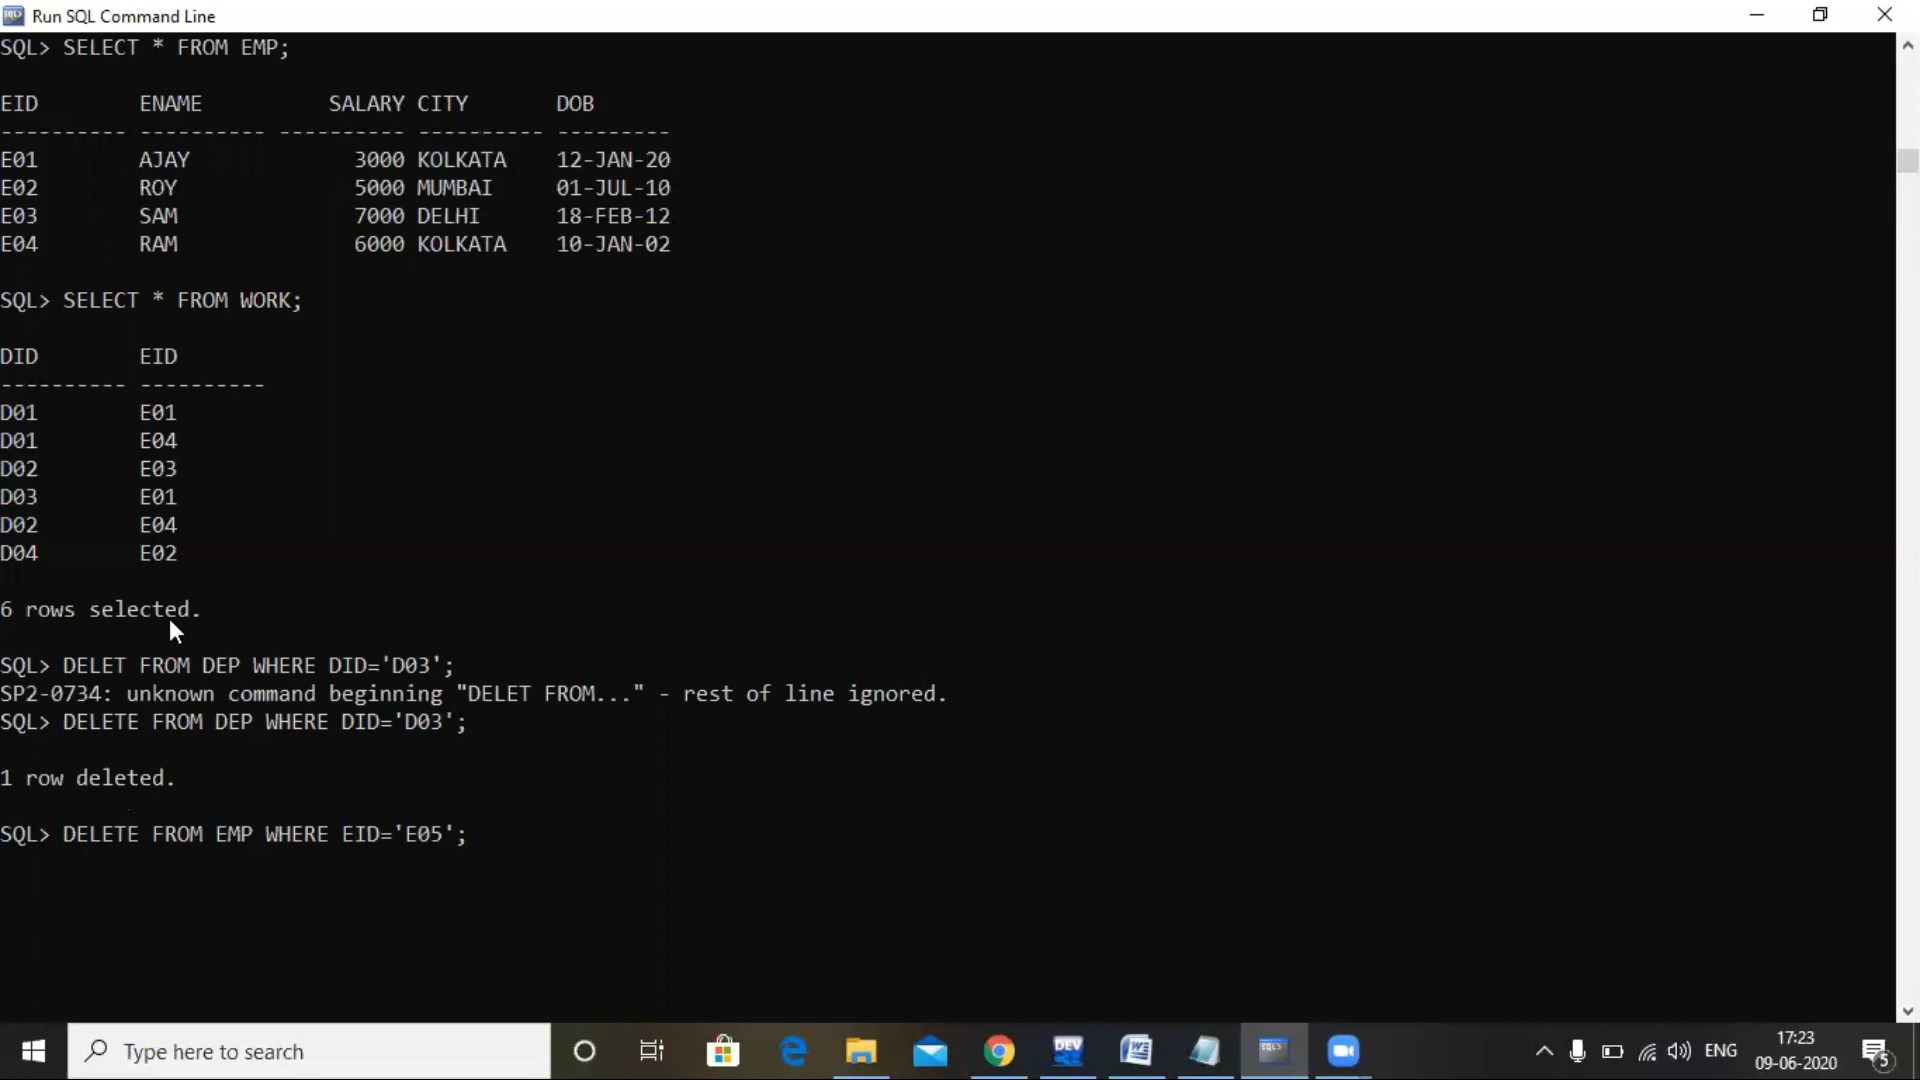 Run SQL Command Line
SQL> SELECT * FROM EMP;
EID        ENAME          SALARY CITY       DOB
---------- ---------- ---------- ---------- ---------
E01        AJAY             3000 KOLKATA    12-JAN-20
E02        ROY              5000 MUMBAI     01-JUL-10
E03        SAM              7000 DELHI      18-FEB-12
E04        RAM              6000 KOLKATA    10-JAN-02
SQL> SELECT * FROM WORK;
DID        EID
---------- ----------
D01        E01
D01        E04
D02        E03
D03        E01
D02        E04
D04        E02
6 rows selected.
SQL> DELET FROM DEP WHERE DID='D03';
SP2-0734: unknown command beginning "DELET FROM..." - rest of line ignored.
SQL> DELETE FROM DEP WHERE DID='D03';
1 row deleted.
SQL> DELETE FROM EMP WHERE EID='E05';
Type here to search
DEV
ENG
17:23
09-06-2020
5